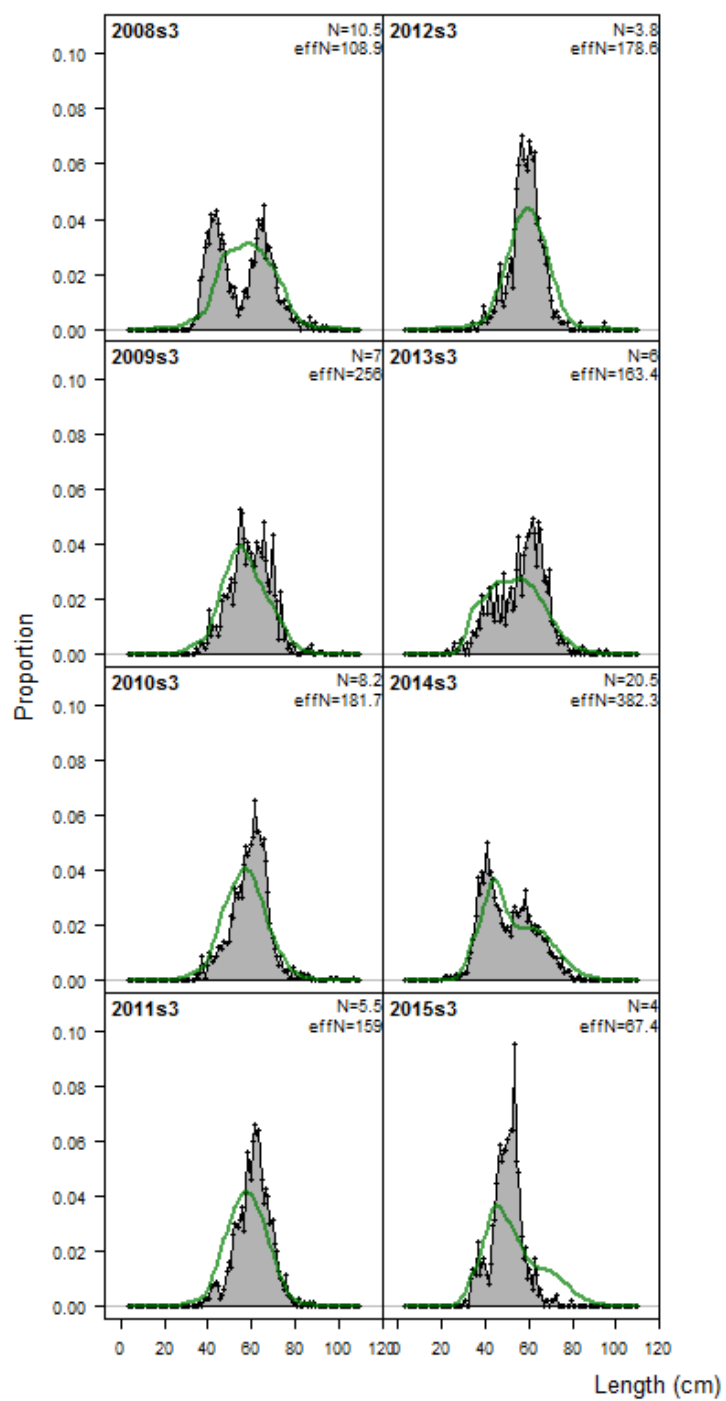 2008s3
N=10.5
effN=108.9
2012s3
N=3.8
effN=178.6
0.10
0.08
0.06
0.04
0.02
0.00
2009s3
N=7
effN=256
2013s3
N=6
effN=163.4
0.10
0.08
0.06
0.04
0.02
0.00
2010s3
N=8.2
effN=181.7
2014s3
N=20.5
effN=382.3
0.10
0.08
0.06
0.04
0.02
0.00
2011s3
N=5.5
effN=159
2015s3
N=4
effN=67.4
0.10
0.08
0.06
0.04
0.02
0.00
Proportion
0 20 40 60 80 100 120
0 20 40 60 80 100 120
Length (cm)